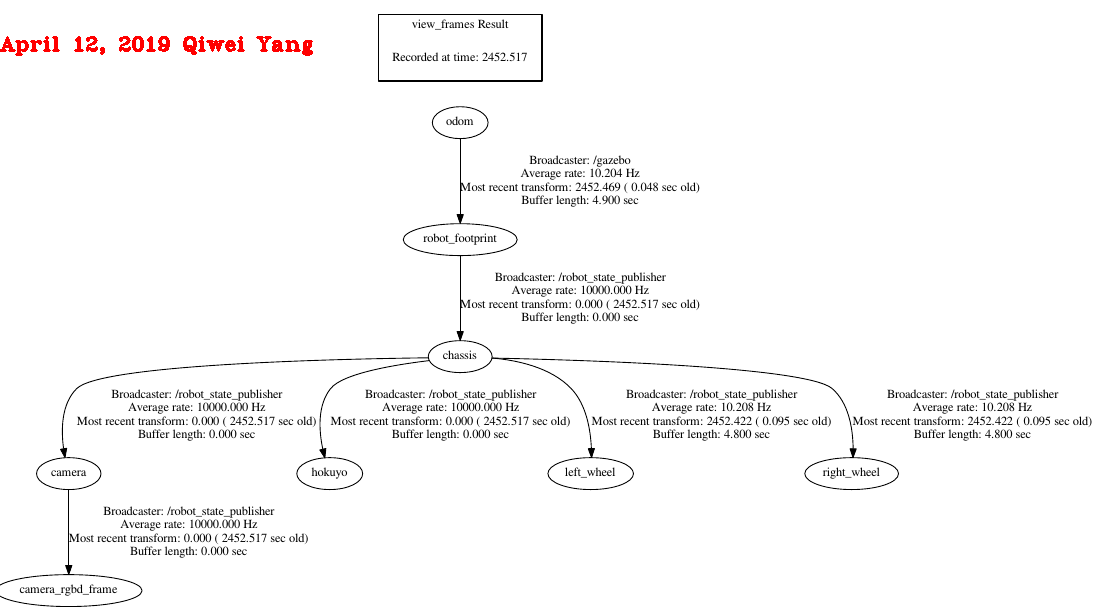 view_frames Result
April 12, 2019 Qiwei Yang
Recorded at time: 2452.517
odom
Broadcaster: /gazebo
Average rate: 10.204 Hz
Most recent transform: 2452.469 ( 0.048 sec old)
Buffer length: 4.900 sec
robot_footprint
Broadcaster: /robot_state_publisher
Average rate: 10000.000 Hz
Most recent transform: 0.000 ( 2452.517 sec old)
Buffer length: 0.000 sec
chassis
Broadcaster: /robot_state_publisher
Average rate: 10000.000 Hz
Most recent transform: 0.000 ( 2452.517 sec old)
Buffer length: 0.000 sec
Broadcaster: /robot_state_publisher
Average rate: 10000.000 Hz
Most recent transform: 0.000 ( 2452.517 sec old)
Buffer length: 0.000 sec
Broadcaster: /robot_state_publisher
Average rate: 10.208 Hz
Most recent transform: 2452.422 ( 0.095 sec old)
Buffer length: 4.800 sec
Broadcaster: /robot_state_publisher
Average rate: 10.208 Hz
Most recent transform: 2452.422 ( 0.095 sec old)
Buffer length: 4.800 sec
camera
hokuyo
left_wheel
right_wheel
Broadcaster: /robot_state_publisher
Average rate: 10000.000 Hz
Most recent transform: 0.000 ( 2452.517 sec old)
Buffer length: 0.000 sec
camera_rgbd_frame